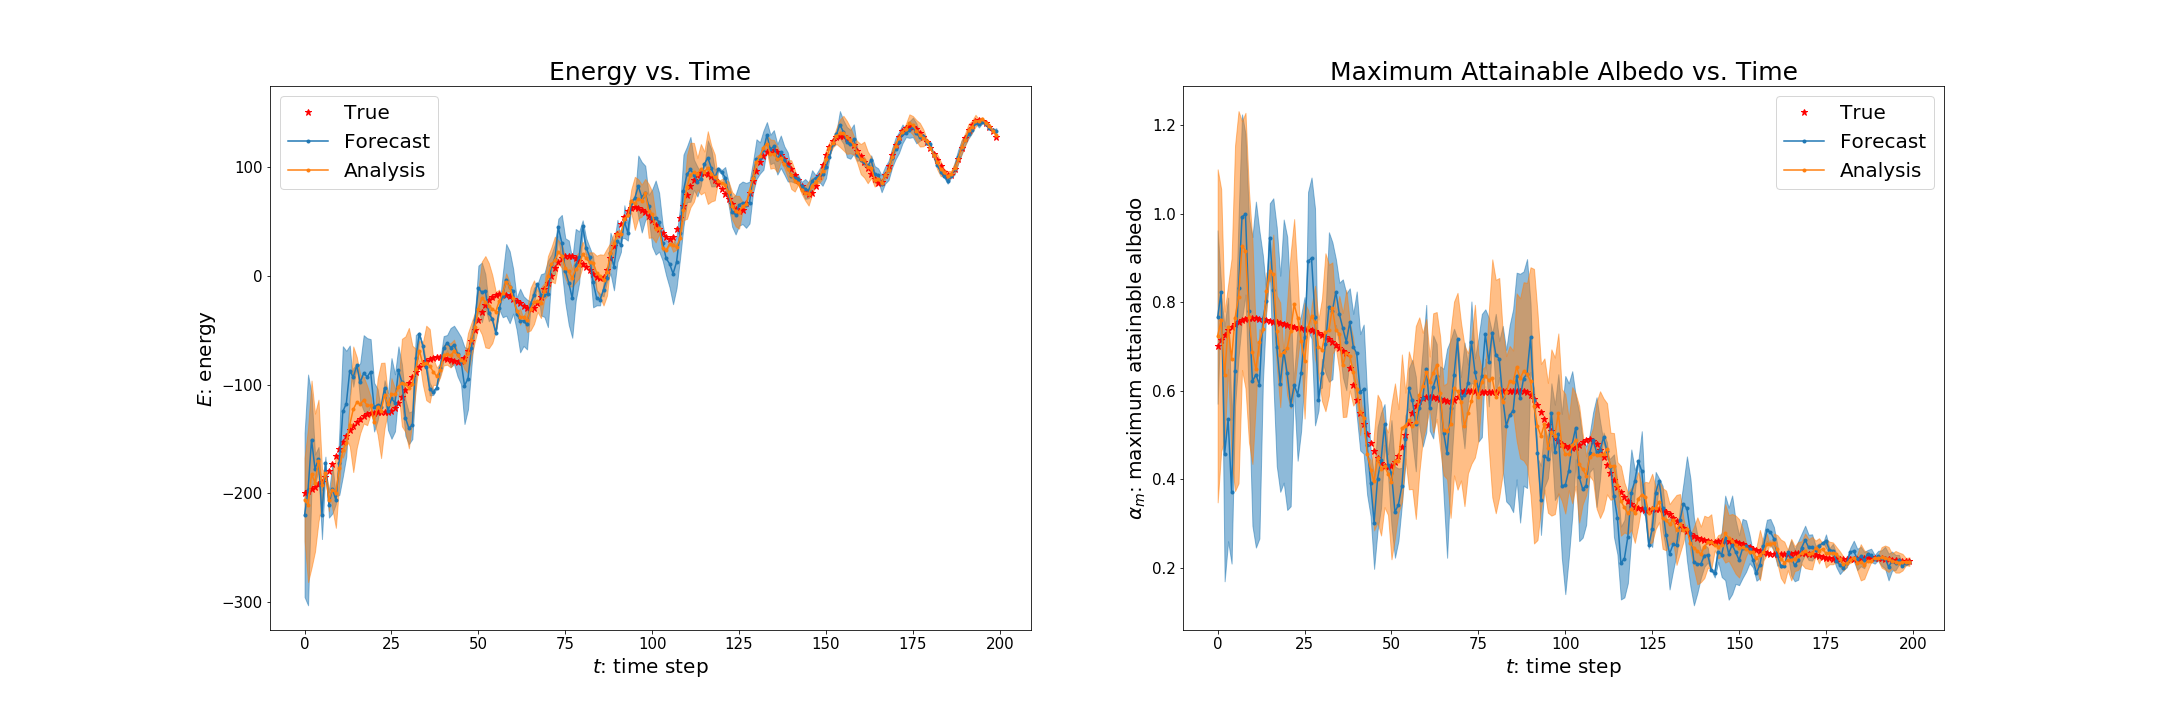 Energy vs. Time
True
Forecast
Analysis
E: energy
100
0
−100
−200
−300
0 25 50 75 100 125 150 175 200
t: time step
Maximum Attainable Albedo vs. Time
True
Forecast
Analysis
αₘ: maximum attainable albedo
1.2
1.0
0.8
0.6
0.4
0.2
0 25 50 75 100 125 150 175 200
t: time step